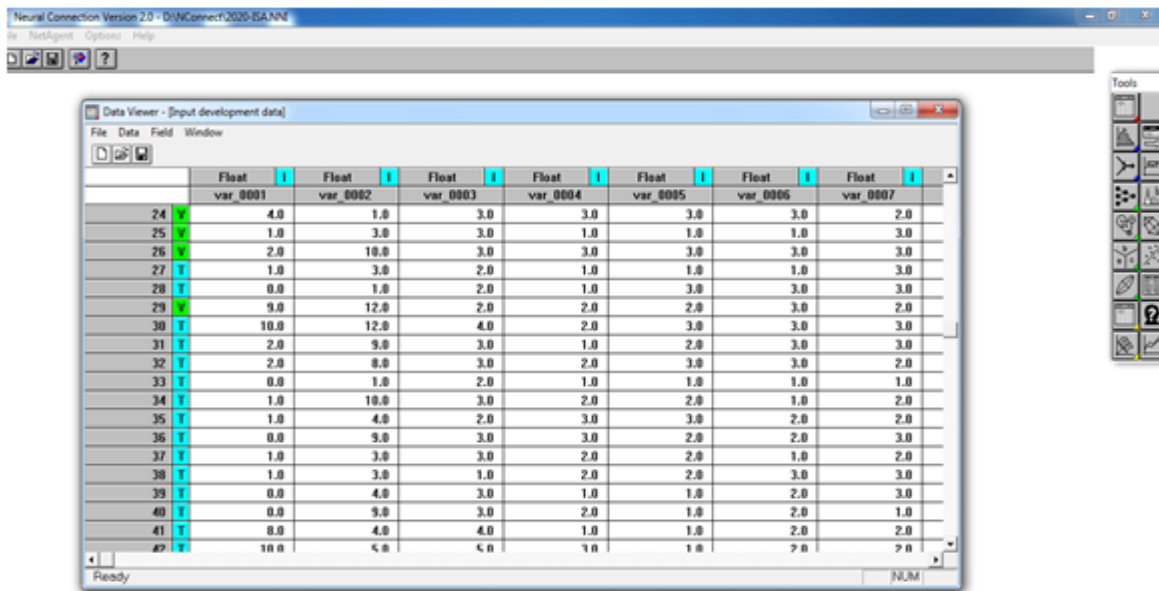 Neural Connection Version 2.0 - D:\NConnect\2020-ISA.NNI
NetAgent Options Help
Tools
Data Viewer - [Input development data]
File Data Field Window
Float I Float I Float I Float I Float I Float I Float I
var_0001 var_0002 var_0003 var_0004 var_0005 var_0006 var_0007
24 V 4.0 1.0 3.0 3.0 3.0 3.0 2.0
25 V 1.0 3.0 3.0 1.0 1.0 1.0 3.0
26 V 2.0 10.0 3.0 3.0 3.0 3.0 3.0
27 T 1.0 3.0 2.0 1.0 1.0 1.0 3.0
28 T 0.0 1.0 2.0 1.0 3.0 3.0 3.0
29 V 9.0 12.0 2.0 2.0 2.0 3.0 2.0
30 T 10.0 12.0 4.0 2.0 3.0 3.0 3.0
31 T 2.0 9.0 3.0 1.0 2.0 3.0 3.0
32 T 2.0 8.0 3.0 2.0 3.0 3.0 2.0
33 T 0.0 1.0 2.0 1.0 1.0 1.0 1.0
34 T 1.0 10.0 3.0 2.0 2.0 1.0 2.0
35 T 1.0 4.0 2.0 3.0 3.0 2.0 2.0
36 T 0.0 9.0 3.0 3.0 2.0 2.0 3.0
37 T 1.0 3.0 3.0 2.0 2.0 1.0 2.0
38 T 1.0 3.0 1.0 2.0 2.0 3.0 3.0
39 T 0.0 4.0 3.0 1.0 1.0 2.0 3.0
40 T 0.0 9.0 3.0 2.0 1.0 2.0 1.0
41 T 8.0 4.0 4.0 1.0 1.0 2.0 2.0
42 T 10.0 5.0 5.0 3.0 1.0 2.0 2.0
Ready NUM